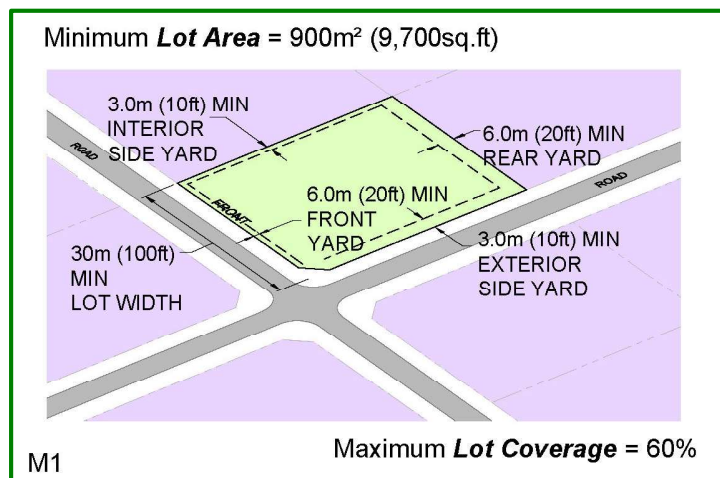 Minimum Lot Area = 900m² (9,700sq.ft)
3.0m (10ft) MIN
INTERIOR
SIDE YARD
6.0m (20ft) MIN
REAR YARD
ROAD
ROAD
FRONT
6.0m (20ft) MIN
FRONT
YARD
30m (100ft)
MIN
LOT WIDTH
3.0m (10ft) MIN
EXTERIOR
SIDE YARD
Maximum Lot Coverage = 60%
M1